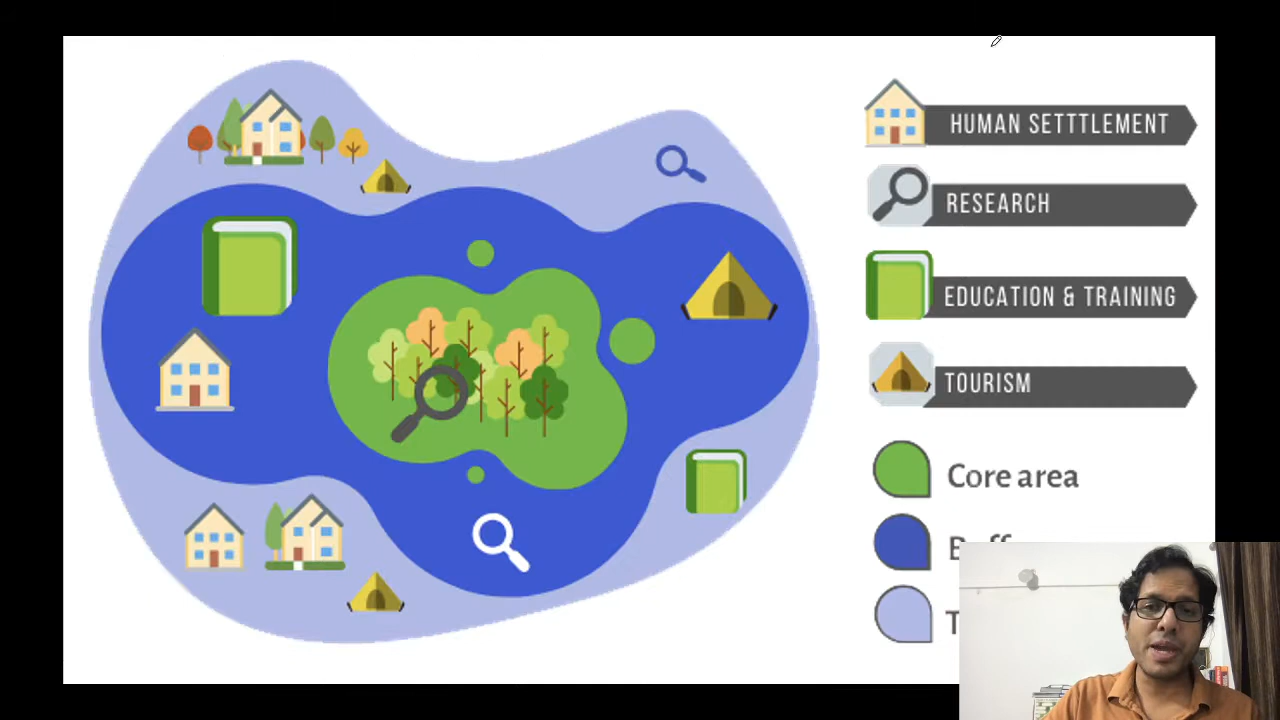 HUMAN SETTTLEMENT
RESEARCH
EDUCATION & TRAINING
TOURISM
Core area